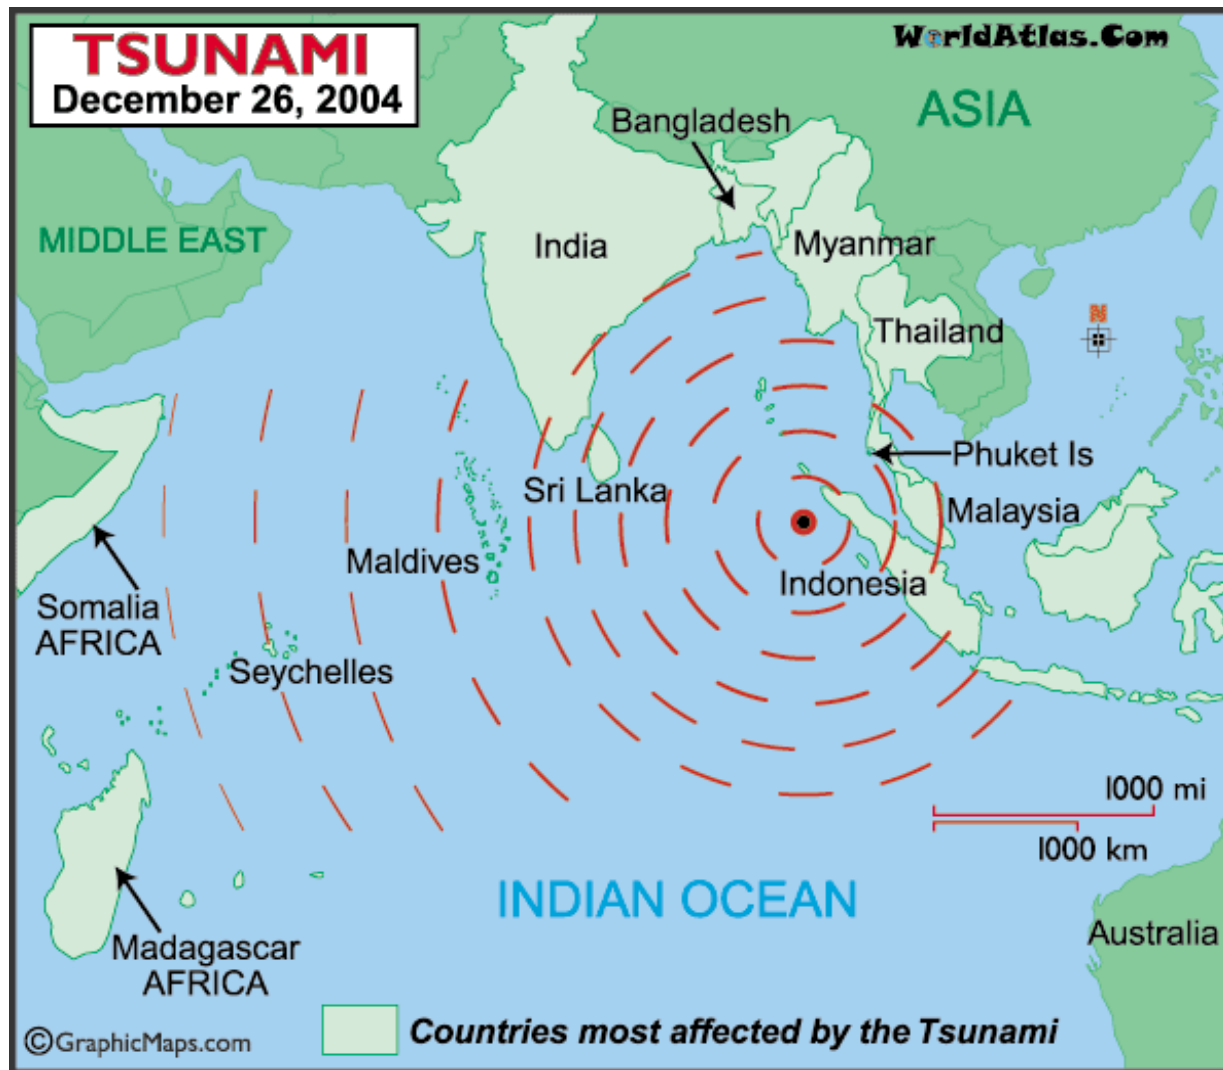 TSUNAMI
December 26, 2004
WorldAtlas.Com
ASIA
Bangladesh
MIDDLE EAST
India
Myanmar
Thailand
N
Phuket Is
Sri Lanka
Malaysia
Maldives
Indonesia
Somalia
AFRICA
Seychelles
1000 mi
1000 km
INDIAN OCEAN
Australia
Madagascar
AFRICA
Countries most affected by the Tsunami
©GraphicMaps.com